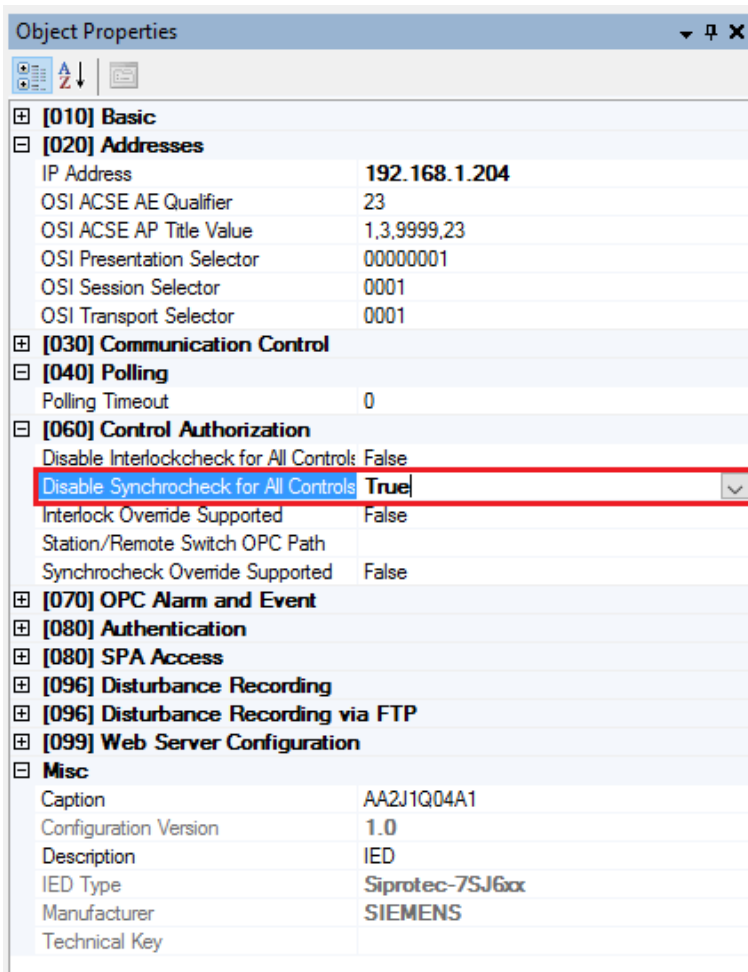 Object Properties
[010] Basic
[020] Addresses
IP Address 192.168.1.204
OSI ACSE AE Qualifier 23
OSI ACSE AP Title Value 1,3,9999,23
OSI Presentation Selector 00000001
OSI Session Selector 0001
OSI Transport Selector 0001
[030] Communication Control
[040] Polling
Polling Timeout 0
[060] Control Authorization
Disable Interlockcheck for All Controls False
Disable Synchrocheck for All Controls True
Interlock Override Supported False
Station/Remote Switch OPC Path
Synchrocheck Override Supported False
[070] OPC Alarm and Event
[080] Authentication
[080] SPA Access
[096] Disturbance Recording
[096] Disturbance Recording via FTP
[099] Web Server Configuration
Misc
Caption AA2J1Q04A1
Configuration Version 1.0
Description IED
IED Type Siprotec-7SJ6xx
Manufacturer SIEMENS
Technical Key